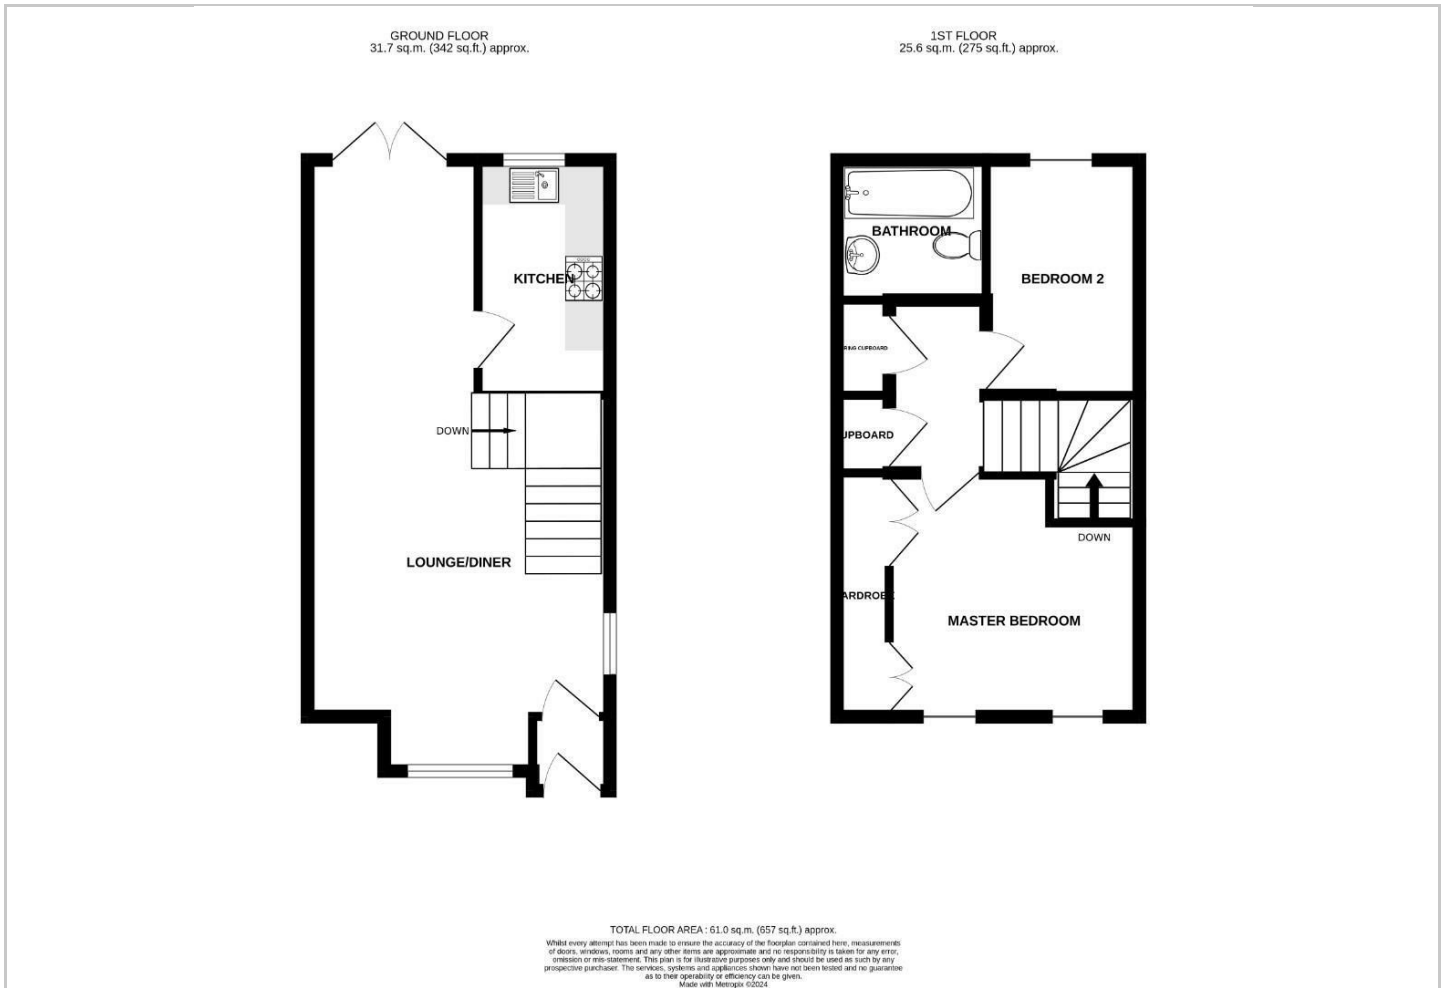 GROUND FLOOR
31.7 sq.m. (342 sq.ft.) approx.
1ST FLOOR
25.6 sq.m. (275 sq.ft.) approx.
KITCHEN
DOWN
LOUNGE/DINER
BATHROOM
BEDROOM 2
RING CUPBOARD
UPBOARD
DOWN
ARDROBE
MASTER BEDROOM
TOTAL FLOOR AREA : 61.0 sq.m. (657 sq.ft.) approx.
Whilst every attempt has been made to ensure the accuracy of the floorplan contained here, measurements
of doors, windows, rooms and any other items are approximate and no responsibility is taken for any error,
omission or mis-statement. This plan is for illustrative purposes only and should be used as such by any
prospective purchaser. The services, systems and appliances shown have not been tested and no guarantee
as to their operability or efficiency can be given.
Made with Metropix ©2024